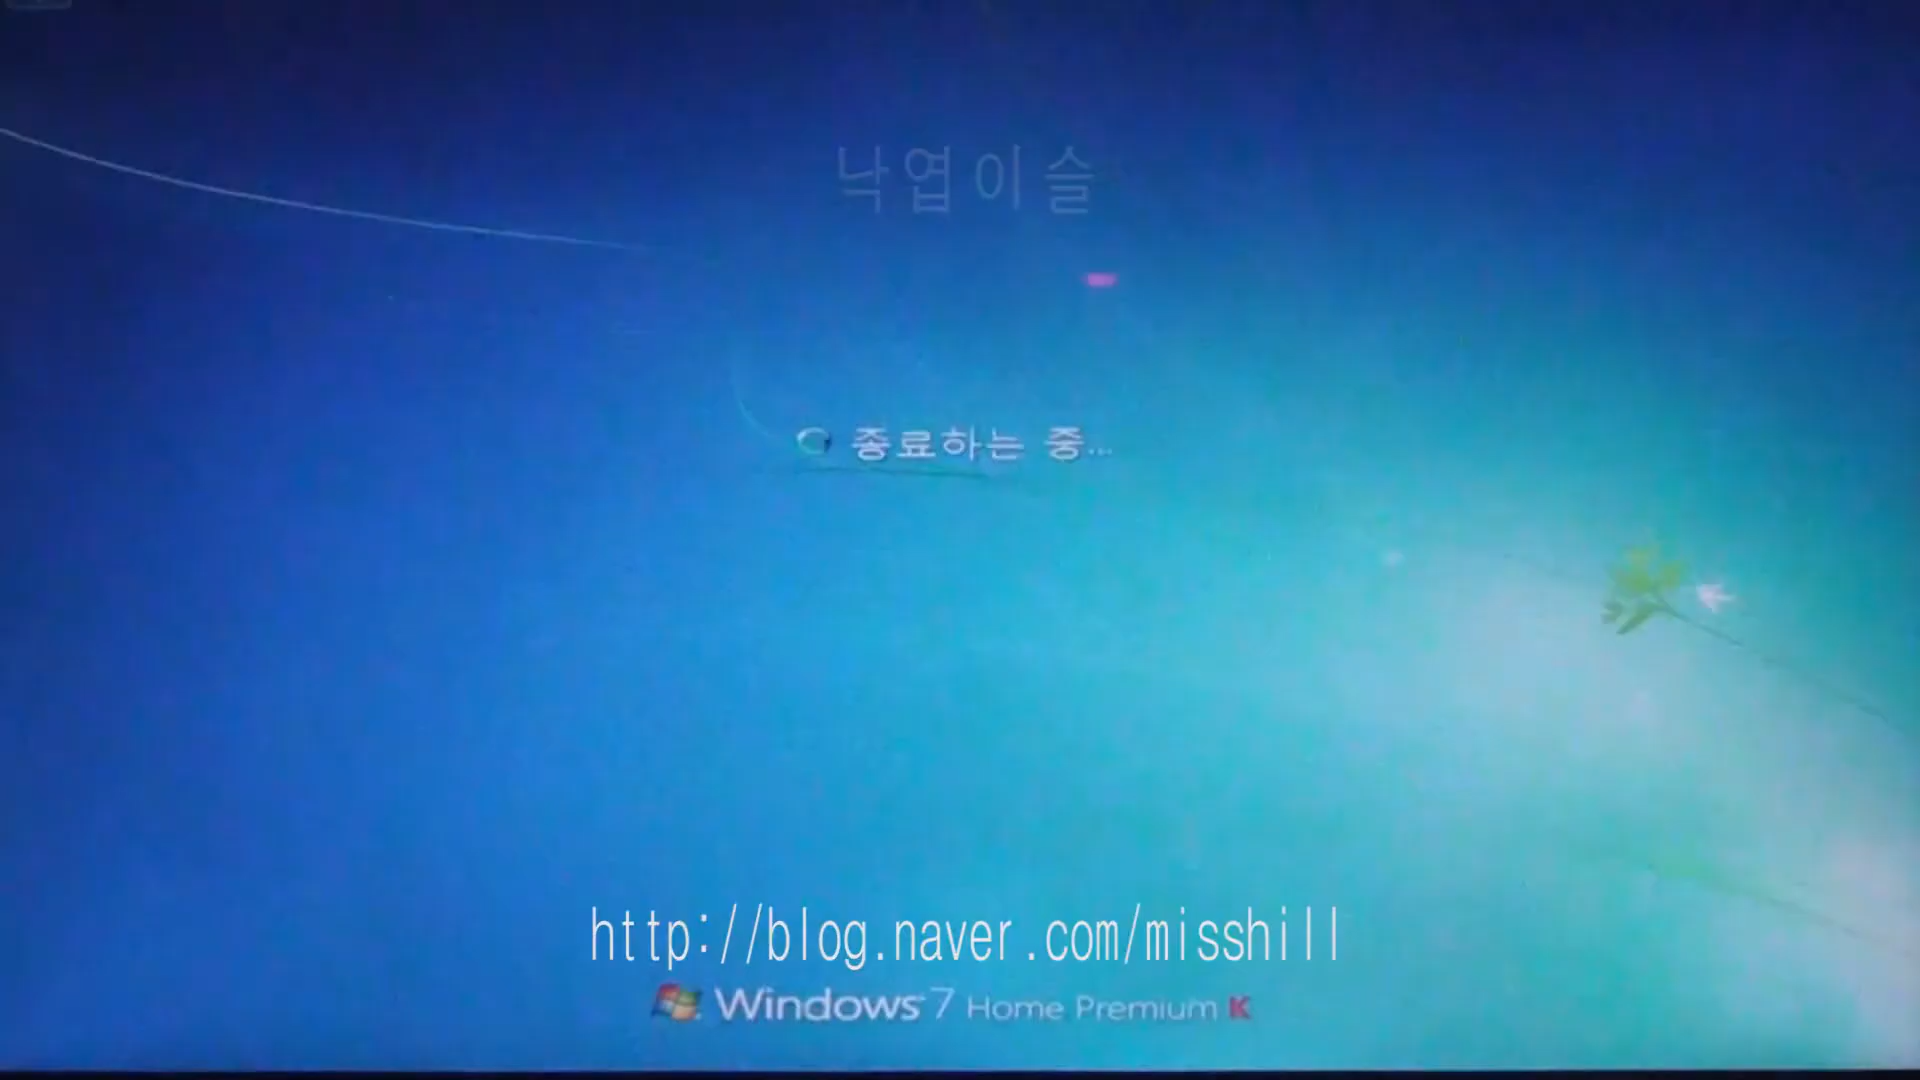 낙엽이슬
종료하는 중...
http://blog.naver.com/misshill
Windows 7 Home Premium K